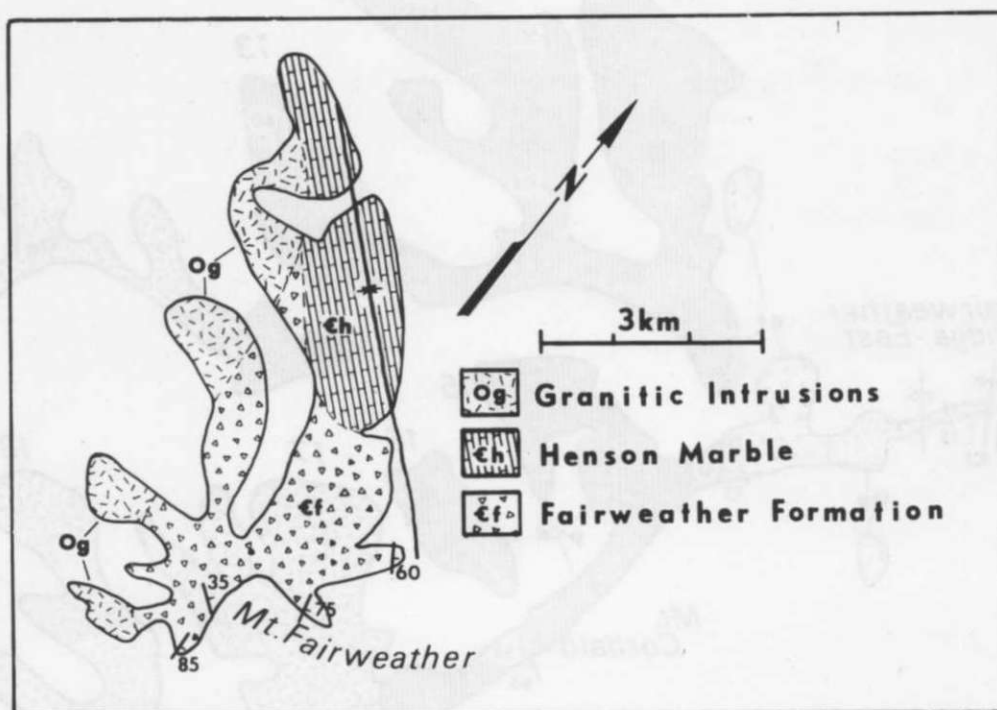 N
Og
3km
Єh
Og Granitic Intrusions
Єh Henson Marble
Єf Fairweather Formation
Єf
Og
60
35
75
Mt. Fairweather
85